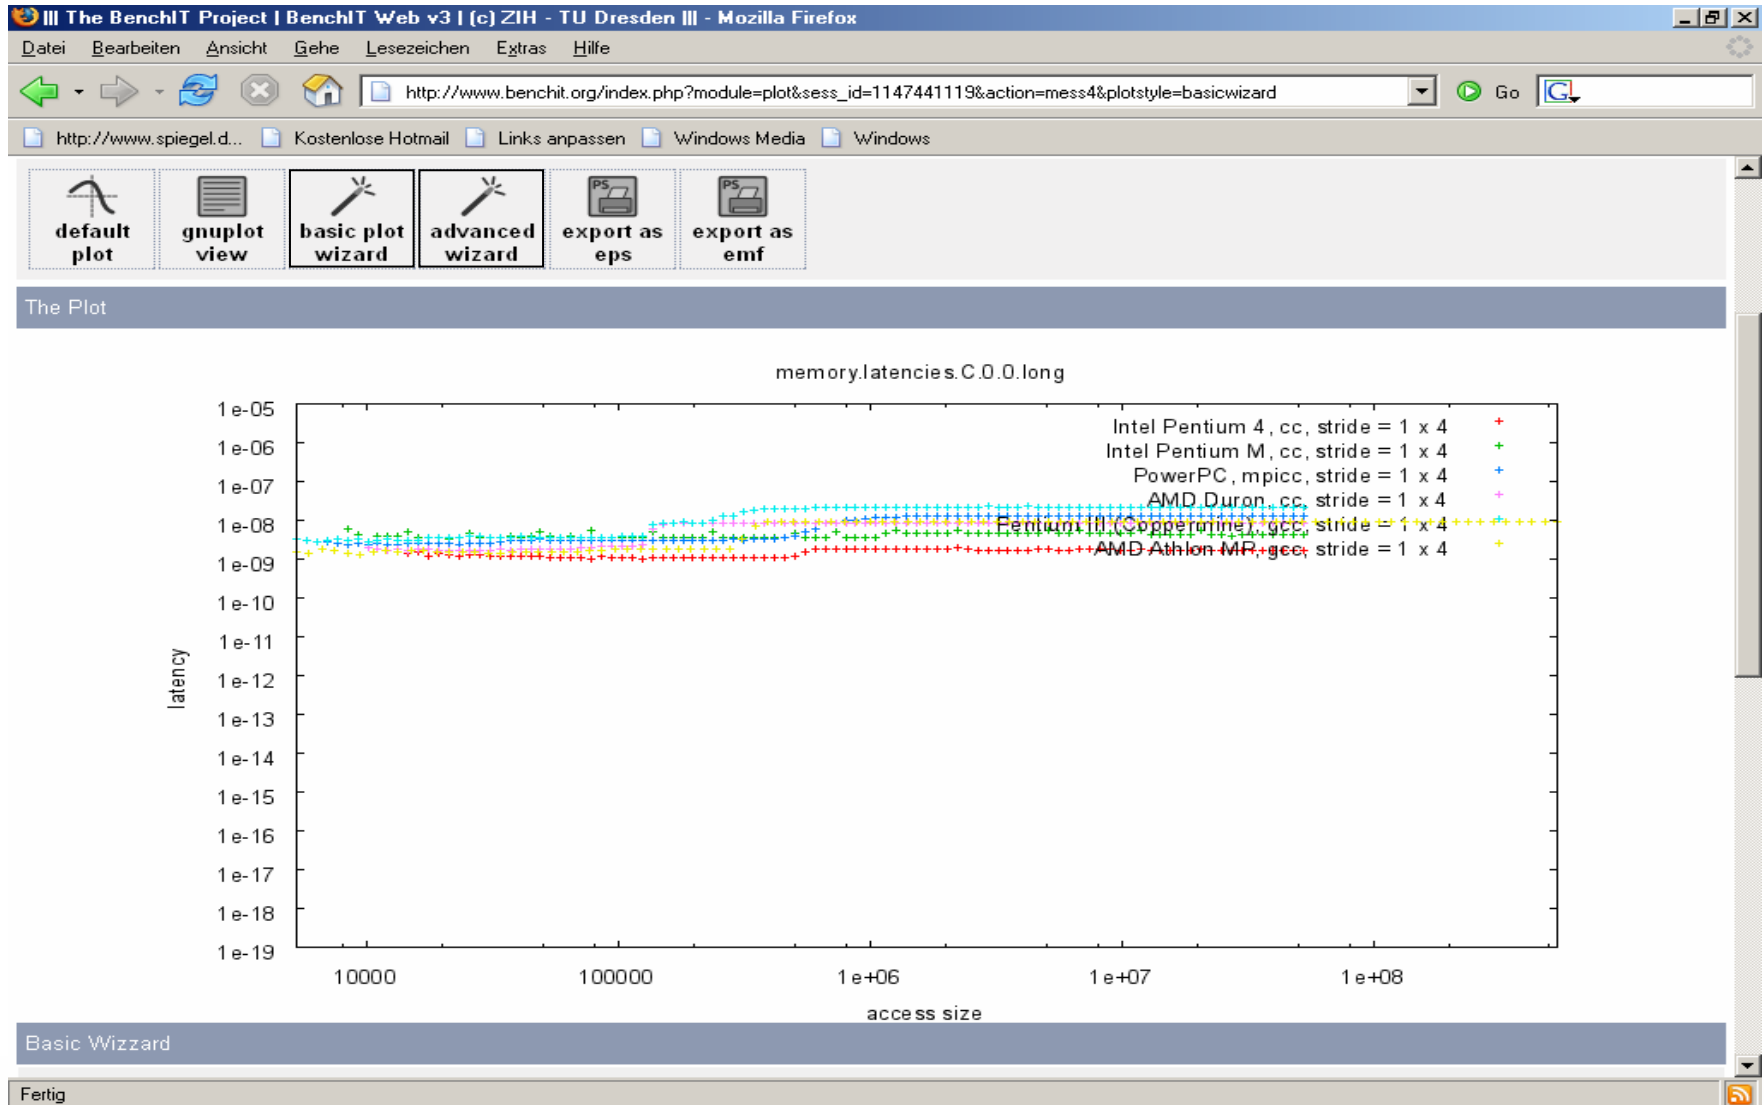 ||| The BenchIT Project | BenchIT Web v3 | (c) ZIH - TU Dresden ||| - Mozilla Firefox
Datei Bearbeiten Ansicht Gehe Lesezeichen Extras Hilfe
http://www.benchit.org/index.php?module=plot&sess_id=1147441119&action=mess4&plotstyle=basicwizard Go G
http://www.spiegel.d... Kostenlose Hotmail Links anpassen Windows Media Windows
default plot
gnuplot view
basic plot wizard
advanced wizard
PS
export as eps
PS
export as emf
The Plot
memory.latencies.C.0.0.long
1e-05
1e-06
1e-07
1e-08
1e-09
1e-10
1e-11
1e-12
1e-13
1e-14
1e-15
1e-16
1e-17
1e-18
1e-19
latency
Intel Pentium 4, cc, stride = 1 x 4
Intel Pentium M, cc, stride = 1 x 4
PowerPC, mpicc, stride = 1 x 4
AMD Duron, cc, stride = 1 x 4
Pentium III (Coppermine), gcc, stride = 1 x 4
AMD Athlon MP, gcc, stride = 1 x 4
10000 100000 1e+06 1e+07 1e+08
access size
Basic Wizzard
Fertig